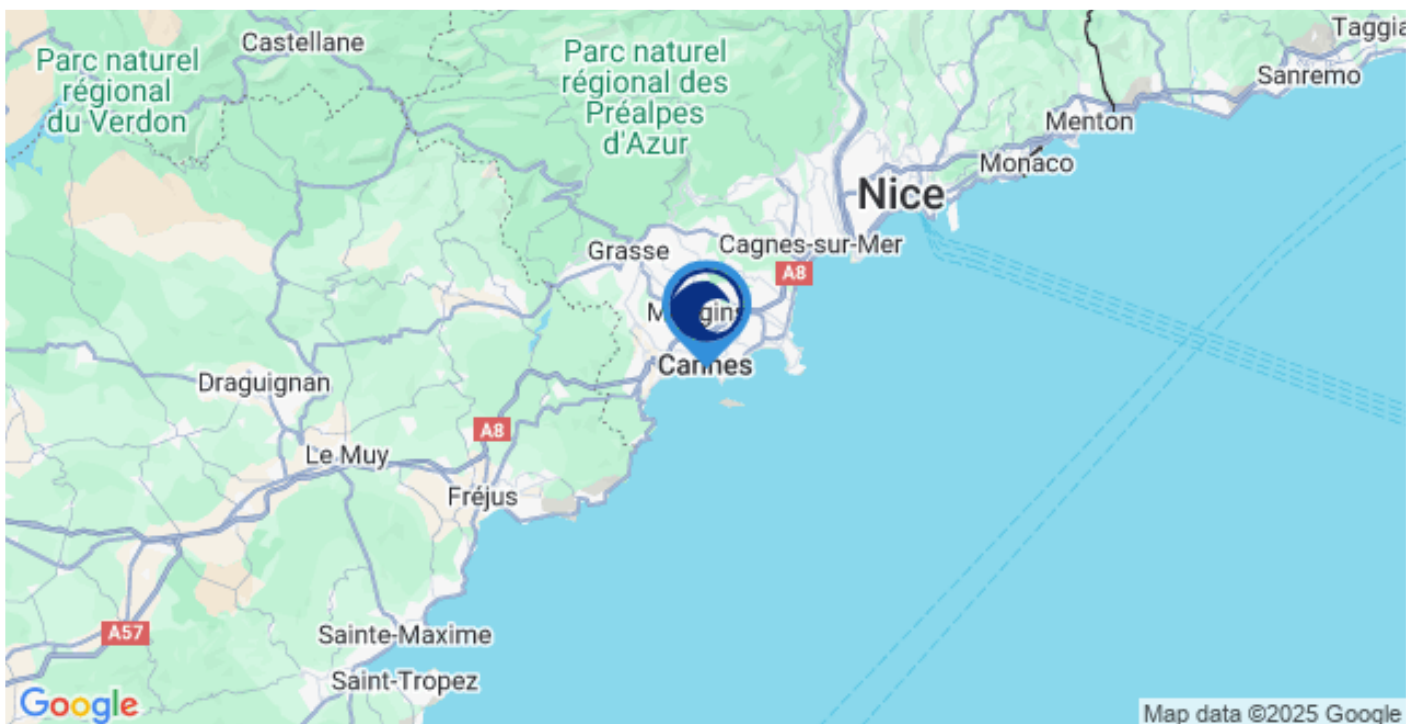 Castellane
Taggia
Parc naturel
régional
du Verdon
Parc naturel
régional des
Préalpes
d'Azur
Sanremo
Menton
Monaco
Nice
Grasse
Cagnes-sur-Mer
A8
Cannes
Draguignan
A8
Le Muy
Fréjus
A57
Sainte-Maxime
Saint-Tropez
Google
Map data ©2025 Google